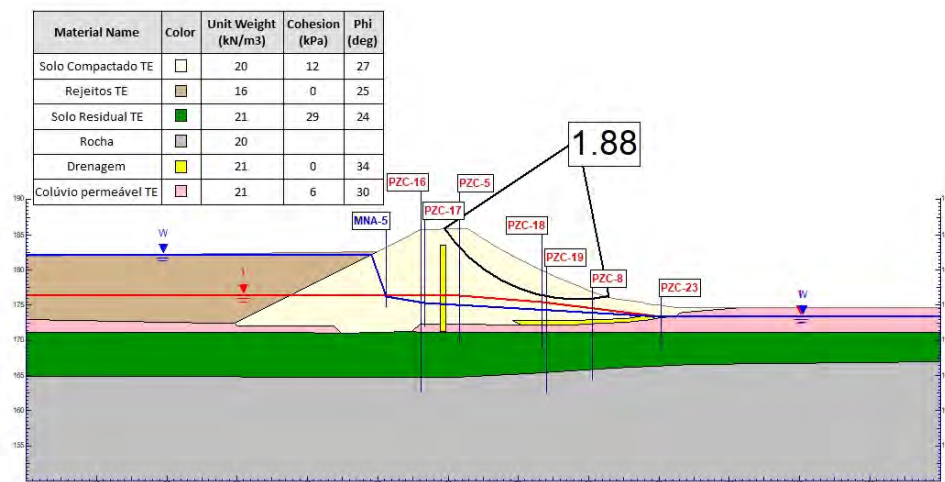 Material Name Color Unit Weight (kN/m3) Cohesion (kPa) Phi (deg)
Solo Compactado TE 20 12 27
Rejeitos TE 16 0 25
Solo Residual TE 21 29 24
Rocha 20
Drenagem 21 0 34
Colúvio permeável TE 21 6 30
1.88
PZC-16
PZC-5
MNA-5
PZC-17
PZC-18
PZC-19
PZC-8
PZC-23
W
W
190
185
180
175
170
165
160
155